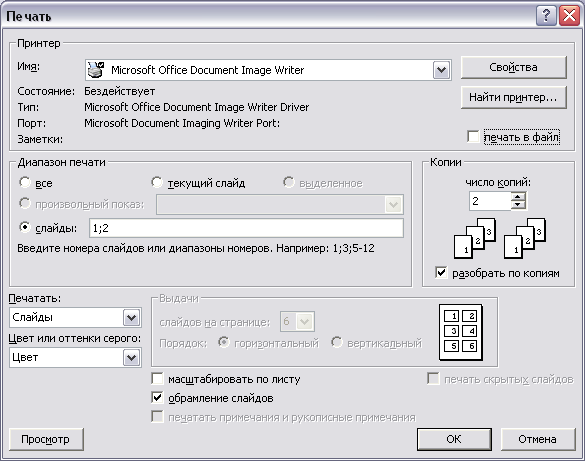 Печать
Принтер
Имя: Microsoft Office Document Image Writer
Свойства
Состояние: Бездействует
Тип: Microsoft Office Document Image Writer Driver
Найти принтер...
Порт: Microsoft Document Imaging Writer Port:
Заметки:
печать в файл
Диапазон печати
все
текущий слайд
выделенное
произвольный показ:
слайды: 1;2
Введите номера слайдов или диапазоны номеров. Например: 1;3;5-12
Копии
число копий:
2
1 2 3 1 2 3
разобрать по копиям
Печатать:
Слайды
Цвет или оттенки серого:
Цвет
Выдачи
слайдов на странице: 6
Порядок: горизонтальный вертикальный
1 2
3 4
5 6
масштабировать по листу
печать скрытых слайдов
обрамление слайдов
печатать примечания и рукописные примечания
Просмотр
ОК
Отмена